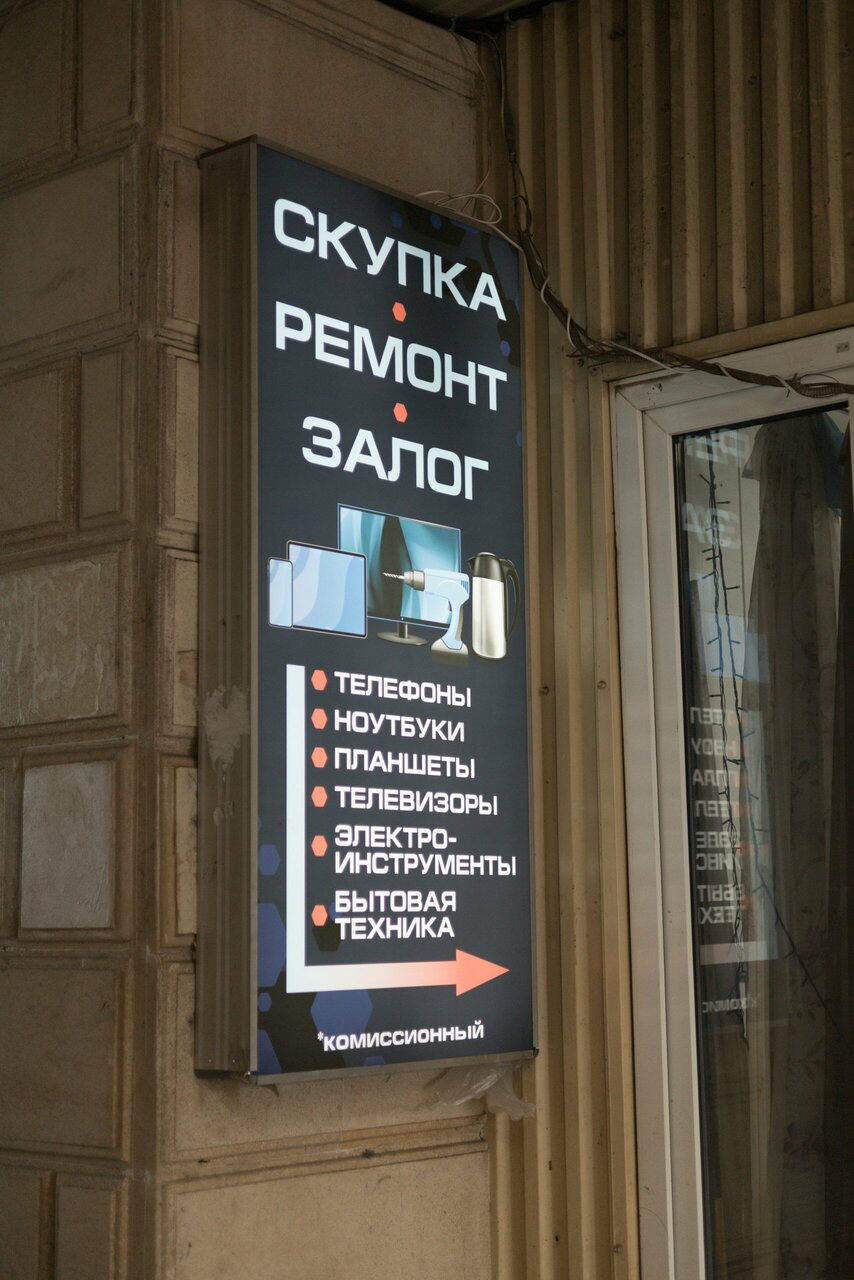 СКУПКА
РЕМОНТ
ЗАЛОГ
ТЕЛЕФОНЫ
НОУТБУКИ
ПЛАНШЕТЫ
ТЕЛЕВИЗОРЫ
ЭЛЕКТРО-
ИНСТРУМЕНТЫ
БЫТОВАЯ
ТЕХНИКА
*КОМИССИОННЫЙ